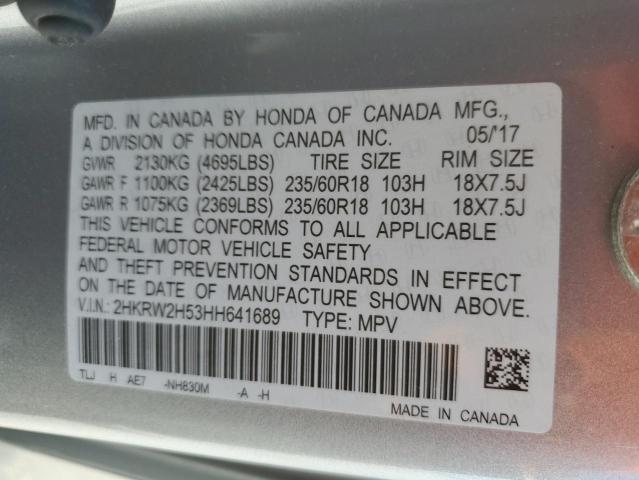 MFD. IN CANADA BY HONDA OF CANADA MFG.,
A DIVISION OF HONDA CANADA INC. 05/17
GVWR 2130KG (4695LBS) TIRE SIZE RIM SIZE
GAWR F 1100KG (2425LBS) 235/60R18 103H 18X7.5J
GAWR R 1075KG (2369LBS) 235/60R18 103H 18X7.5J
THIS VEHICLE CONFORMS TO ALL APPLICABLE
FEDERAL MOTOR VEHICLE SAFETY
AND THEFT PREVENTION STANDARDS IN EFFECT
ON THE DATE OF MANUFACTURE SHOWN ABOVE.
V.I.N.: 2HKRW2H53HH641689 TYPE: MPV
TLJ H AE7 -NH830M -A -H
MADE IN CANADA